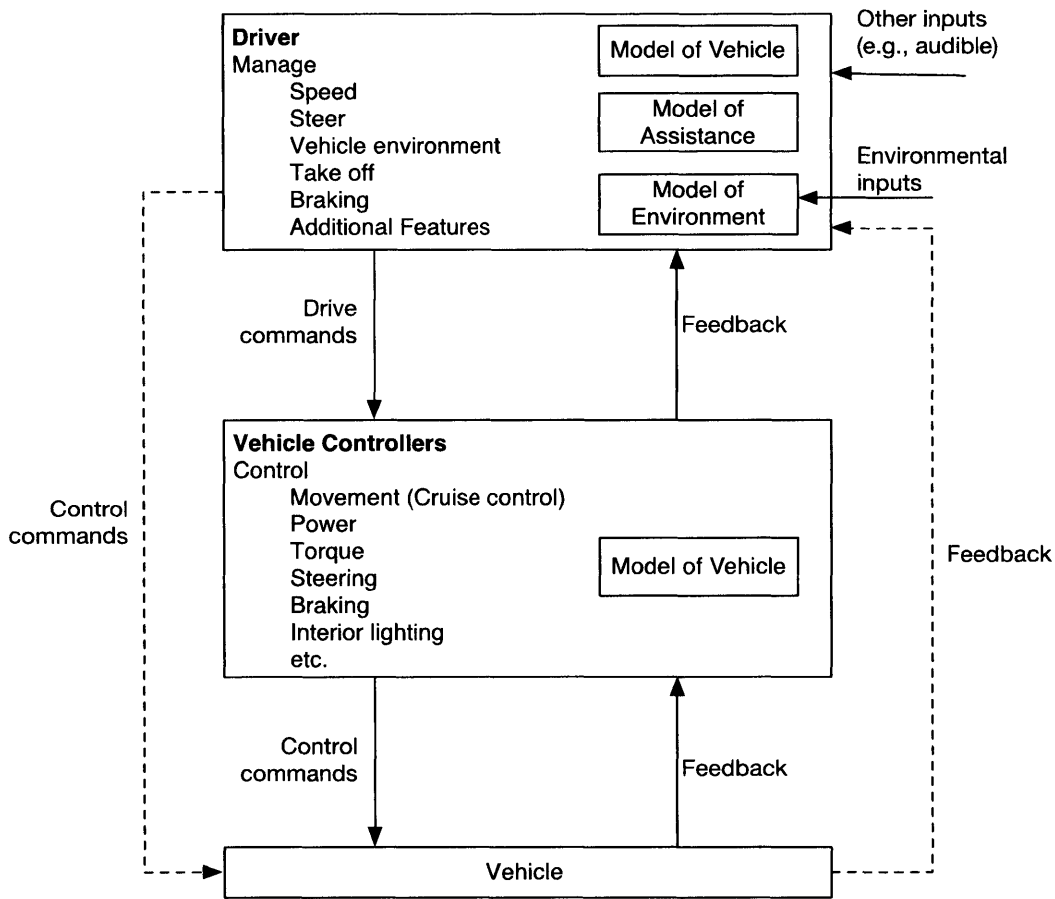 Driver
Manage
Speed
Steer
Vehicle environment
Take off
Braking
Additional Features
Model of Vehicle
Model of
Assistance
Model of
Environment
Other inputs
(e.g., audible)
Environmental
inputs
Drive
commands
Feedback
Vehicle Controllers
Control
Movement (Cruise control)
Power
Torque
Steering
Braking
Interior lighting
etc.
Model of Vehicle
Control
commands
Feedback
Control
commands
Feedback
Vehicle